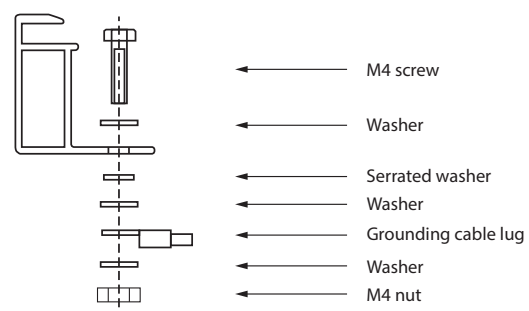 M4 screw
Washer
Serrated washer
Washer
Grounding cable lug
Washer
M4 nut